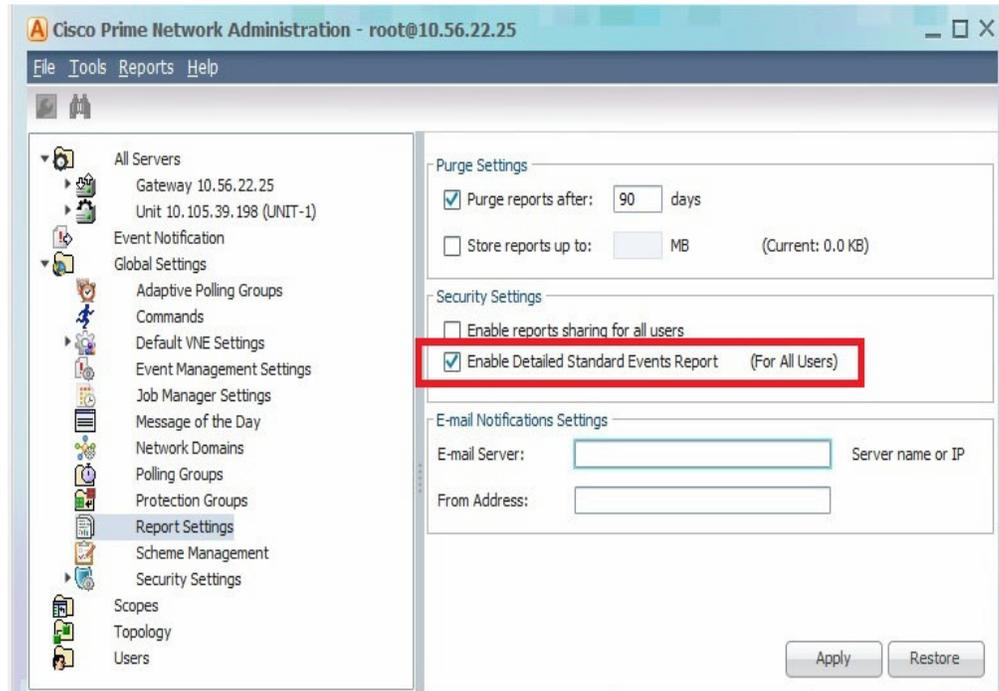 Cisco Prime Network Administration - root@10.56.22.25
File Tools Reports Help
All Servers
Gateway 10.56.22.25
Unit 10.105.39.198 (UNIT-1)
Event Notification
Global Settings
Adaptive Polling Groups
Commands
Default VNE Settings
Event Management Settings
Job Manager Settings
Message of the Day
Network Domains
Polling Groups
Protection Groups
Report Settings
Scheme Management
Security Settings
Scopes
Topology
Users
Purge Settings
Purge reports after: 90 days
Store reports up to: MB (Current: 0.0 KB)
Security Settings
Enable reports sharing for all users
Enable Detailed Standard Events Report (For All Users)
E-mail Notifications Settings
E-mail Server: Server name or IP
From Address:
Apply Restore